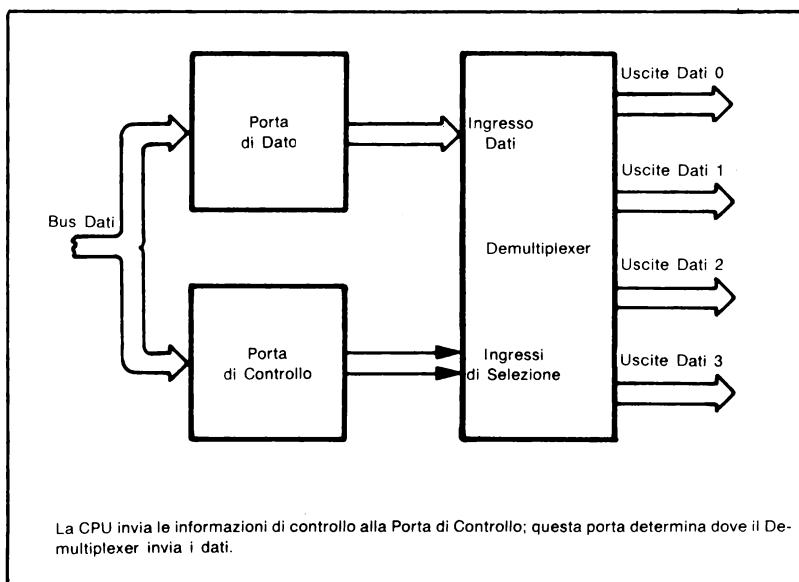 Uscite Dati 0
Porta
di Dato
Ingresso
Dati
Uscite Dati 1
Bus Dati
Demultiplexer
Uscite Dati 2
Porta
di Controllo
Ingressi
di Selezione
Uscite Dati 3
La CPU invia le informazioni di controllo alla Porta di Controllo; questa porta determina dove il De-
multiplexer invia i dati.